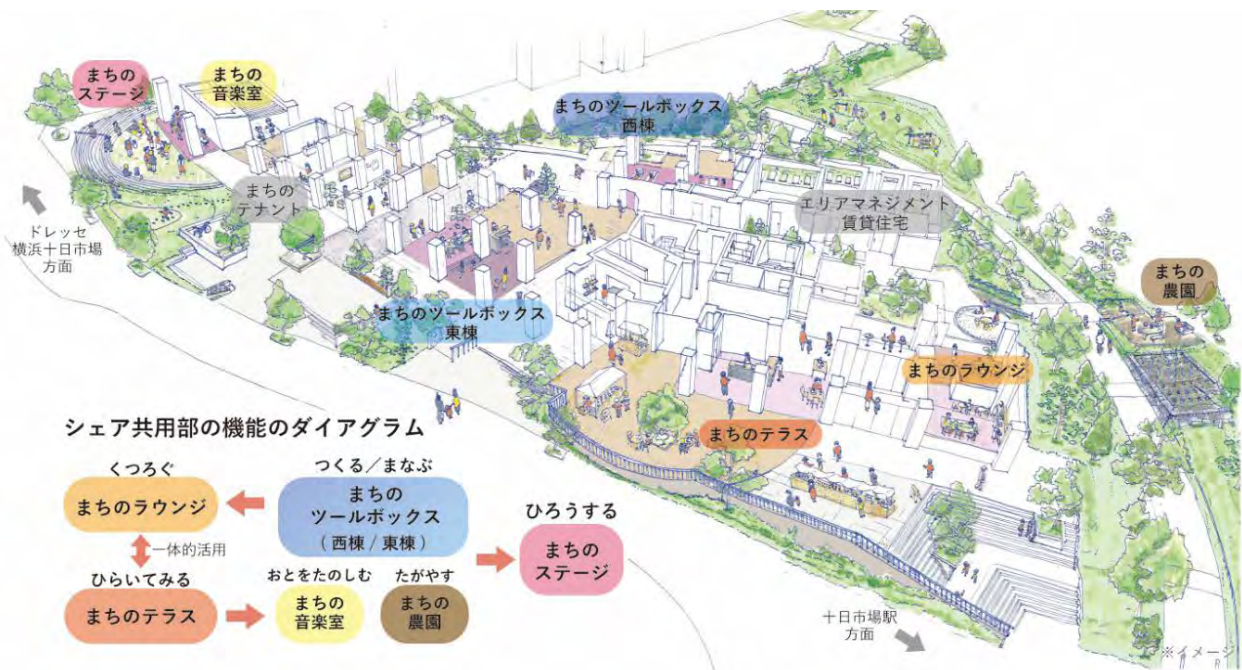 まちの
ステージ
まちの
音楽室
まちのツールボックス
西棟
まちの
テナント
エリアマネジメント
賃貸住宅
ドレッセ
横浜十日市場
方面
まちの
農園
まちのツールボックス
東棟
まちのラウンジ
まちのテラス
シェア共用部の機能のダイアグラム
くつろぐ
まちのラウンジ
つくる／まなぶ
まちの
ツールボックス
（西棟 / 東棟）
ひろうする
まちの
ステージ
一体的活用
ひらいてみる
まちのテラス
おとをたのしむ
まちの
音楽室
たがやす
まちの
農園
十日市場駅
方面
※イメージ